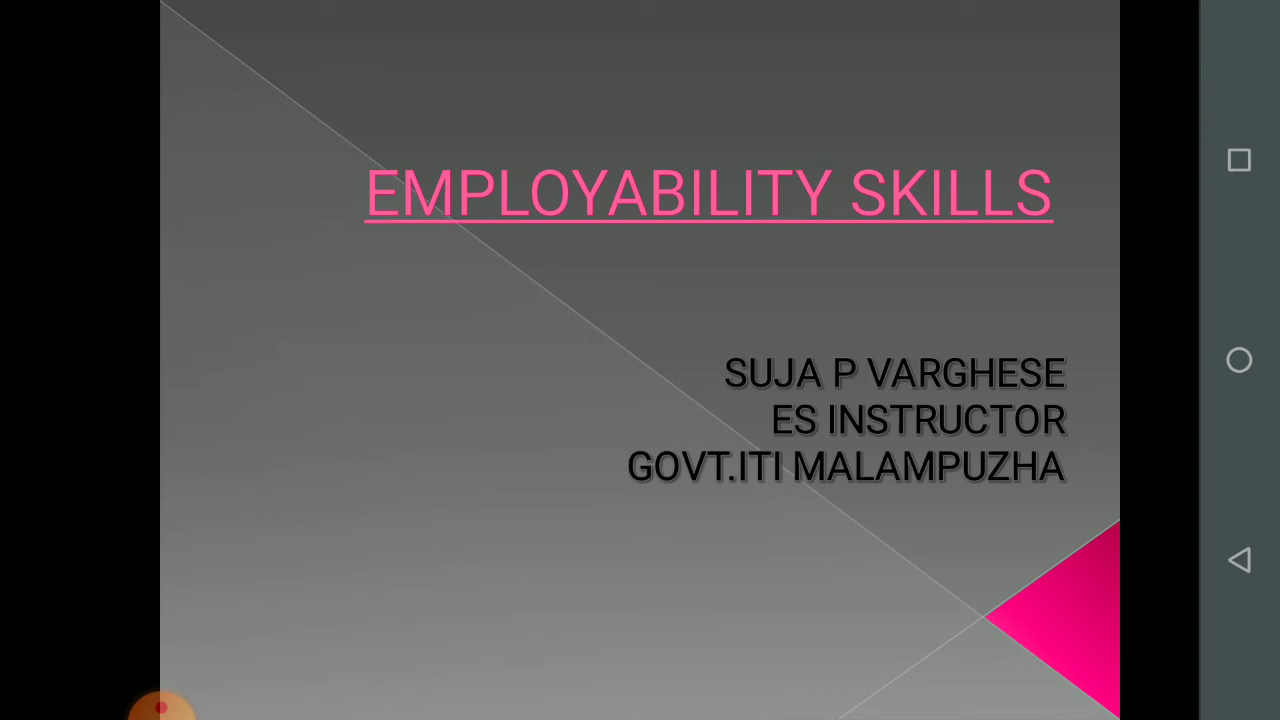 EMPLOYABILITY SKILLS
SUJA P VARGHESE
ES INSTRUCTOR
GOVT.ITI MALAMPUZHA